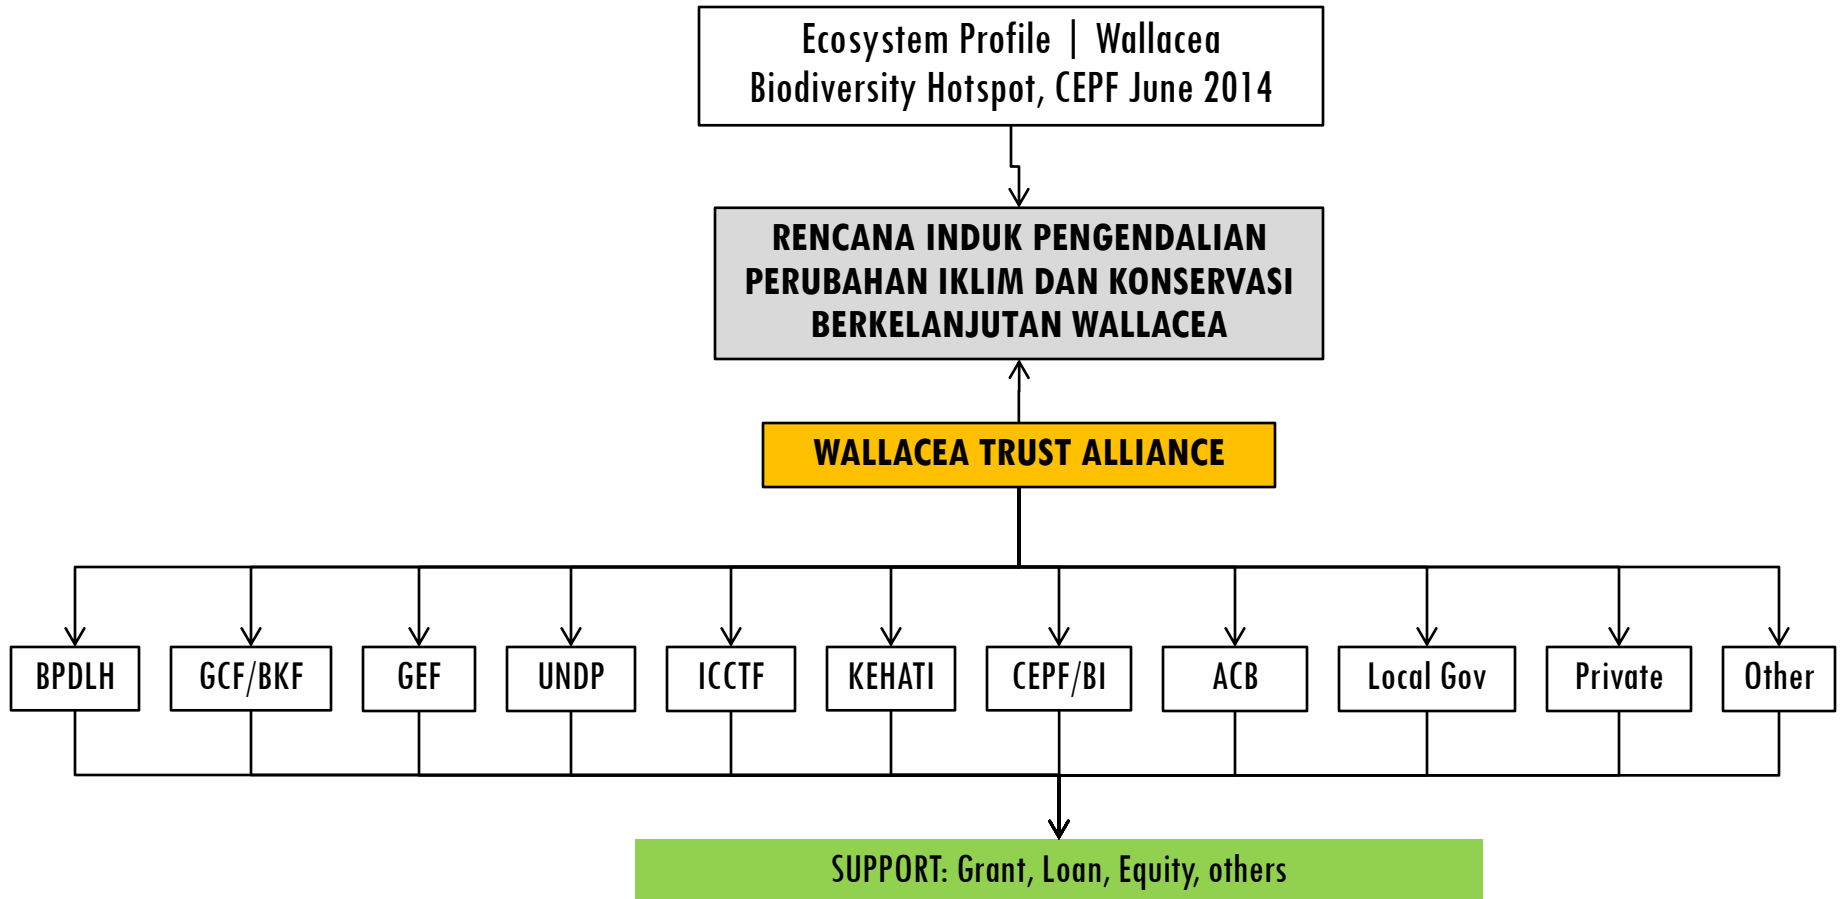 Ecosystem Profile | Wallacea
Biodiversity Hotspot, CEPF June 2014
RENCANA INDUK PENGENDALIAN
PERUBAHAN IKLIM DAN KONSERVASI
BERKELANJUTAN WALLACEA
WALLACEA TRUST ALLIANCE
BPDLH
GCF/BKF
GEF
UNDP
ICCTF
KEHATI
CEPF/BI
ACB
Local Gov
Private
Other
SUPPORT: Grant, Loan, Equity, others